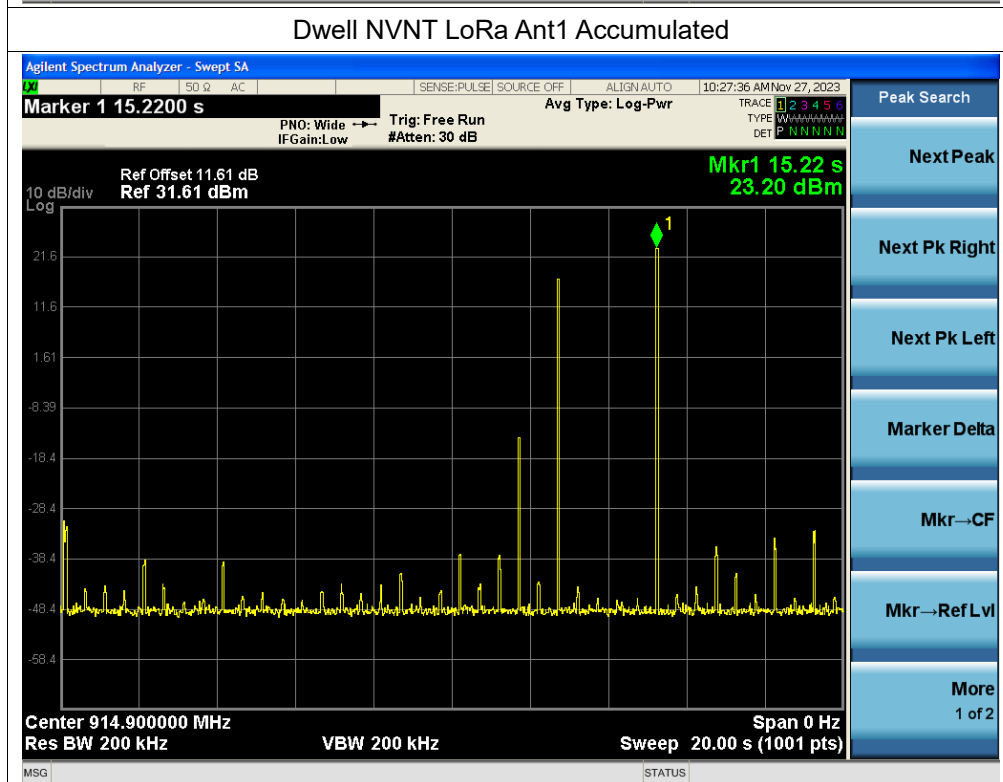 Dwell NVNT LoRa Ant1 Accumulated
Agilent Spectrum Analyzer - Swept SA
LXI RF 50 Ω AC SENSE:PULSE SOURCE OFF ALIGN AUTO 10:27:36 AM Nov 27, 2023
Marker 1 15.2200 s
PNO: Wide
IFGain:Low
Trig: Free Run
#Atten: 30 dB
Avg Type: Log-Pwr
TRACE 1 2 3 4 5 6
TYPE
DET P N N N N N
Peak Search
Ref Offset 11.61 dB
10 dB/div Ref 31.61 dBm
Log
Mkr1 15.22 s
23.20 dBm
1
21.6
11.6
1.61
-8.39
-18.4
-28.4
-38.4
-48.4
-58.4
Center 914.900000 MHz Span 0 Hz
Res BW 200 kHz VBW 200 kHz Sweep 20.00 s (1001 pts)
MSG STATUS
Next Peak
Next Pk Right
Next Pk Left
Marker Delta
Mkr→CF
Mkr→Ref Lvl
More
1 of 2